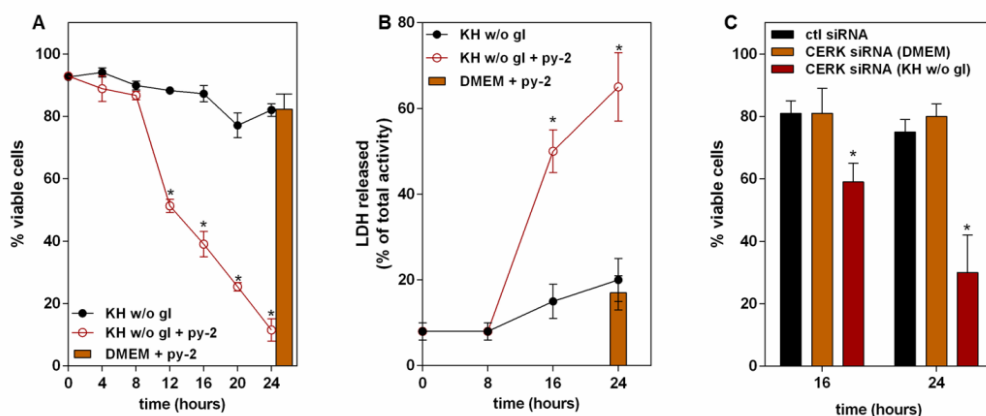 A
% viable cells
100
80
60
40
20
0
*
*
*
*
KH w/o gl
KH w/o gl + py-2
DMEM + py-2
0 4 8 12 16 20 24
time (hours)
B
LDH released
(% of total activity)
80
60
40
20
0
KH w/o gl
KH w/o gl + py-2
DMEM + py-2
*
*
0 8 16 24
time (hours)
C
% viable cells
100
80
60
40
20
0
ctl siRNA
CERK siRNA (DMEM)
CERK siRNA (KH w/o gl)
*
*
16 24
time (hours)